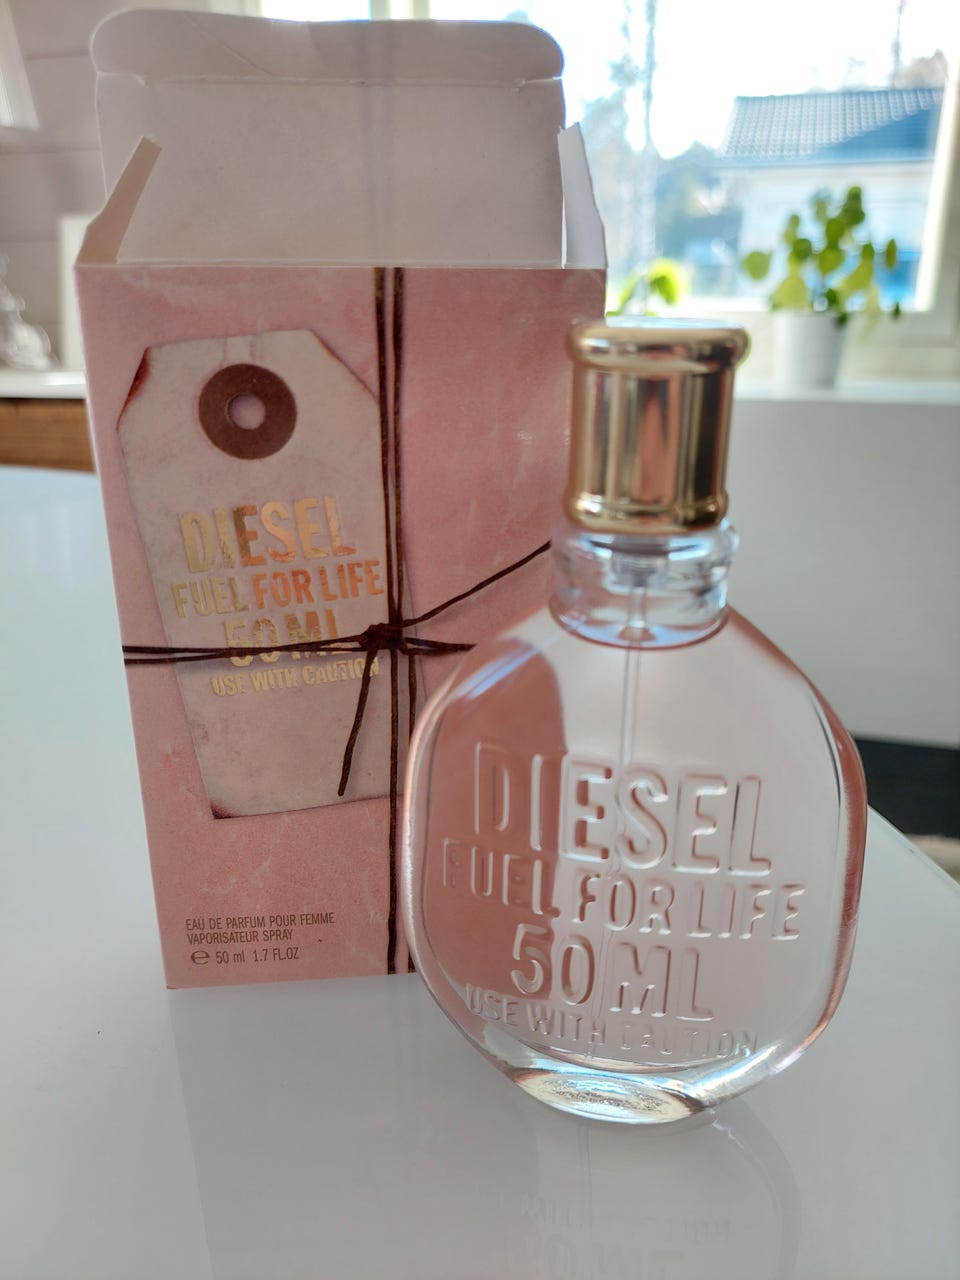 DIESEL
FUEL FOR LIFE
50 ML
USE WITH CAUTION
EAU DE PARFUM POUR FEMME
VAPORISATEUR SPRAY
℮ 50 ml 1.7 FL.OZ
DIESEL
FUEL FOR LIFE
50 ML
USE WITH CAUTION